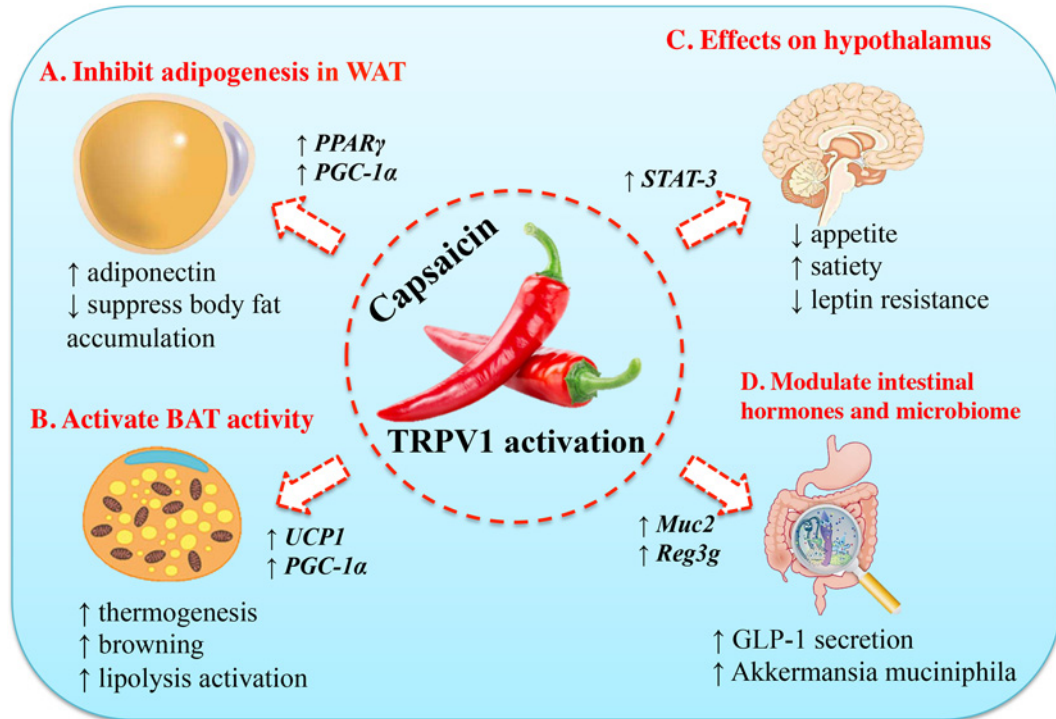 A. Inhibit adipogenesis in WAT
↑ PPARγ
↑ PGC-1α
↑ adiponectin
↓ suppress body fat
accumulation
B. Activate BAT activity
↑ UCP1
↑ PGC-1α
↑ thermogenesis
↑ browning
↑ lipolysis activation
Capsaicin
TRPV1 activation
C. Effects on hypothalamus
↑ STAT-3
↓ appetite
↑ satiety
↓ leptin resistance
D. Modulate intestinal
hormones and microbiome
↑ Muc2
↑ Reg3g
↑ GLP-1 secretion
↑ Akkermansia muciniphila